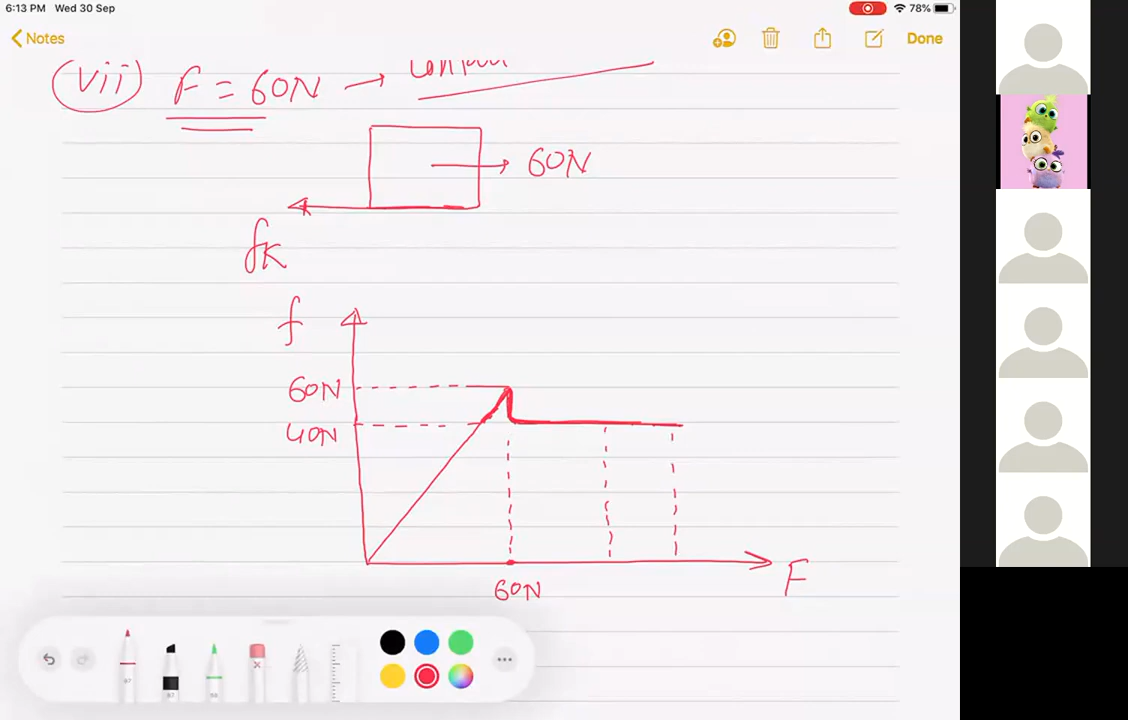 6:13 PM Wed 30 Sep
78%
Notes
Done
(vii) F = 60N →
60N
fK
f
60N
40N
60N
F